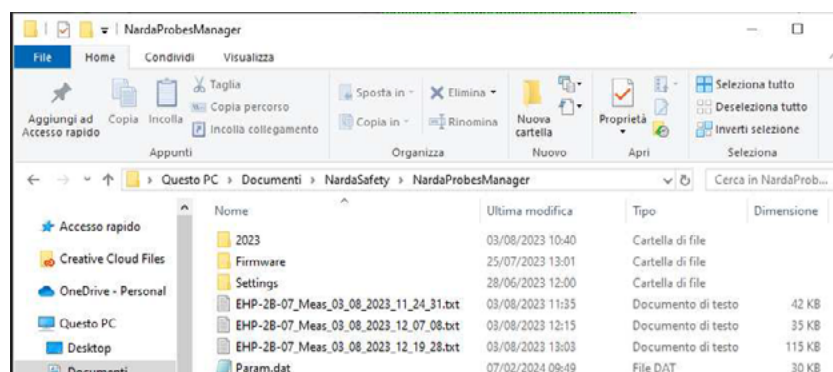 NardaProbesManager
File Home Condividi Visualizza
Aggiungi ad Accesso rapido
Copia
Incolla
Taglia
Copia percorso
Incolla collegamento
Appunti
Sposta in
Copia in
Elimina
Rinomina
Organizza
Nuova cartella
Nuovo
Proprietà
Apri
Seleziona tutto
Deseleziona tutto
Inverti selezione
Seleziona
Questo PC > Documenti > NardaSafety > NardaProbesManager
Cerca in NardaProb...
Accesso rapido
Creative Cloud Files
OneDrive - Personal
Questo PC
Desktop
Documenti
Nome Ultima modifica Tipo Dimensione
2023 03/08/2023 10:40 Cartella di file
Firmware 25/07/2023 13:01 Cartella di file
Settings 28/06/2023 12:00 Cartella di file
EHP-2B-07_Meas_03_08_2023_11_24_31.txt 03/08/2023 11:35 Documento di testo 42 KB
EHP-2B-07_Meas_03_08_2023_12_07_08.txt 03/08/2023 12:15 Documento di testo 35 KB
EHP-2B-07_Meas_03_08_2023_12_19_28.txt 03/08/2023 13:03 Documento di testo 115 KB
Param.dat 07/02/2024 09:49 File DAT 30 KB